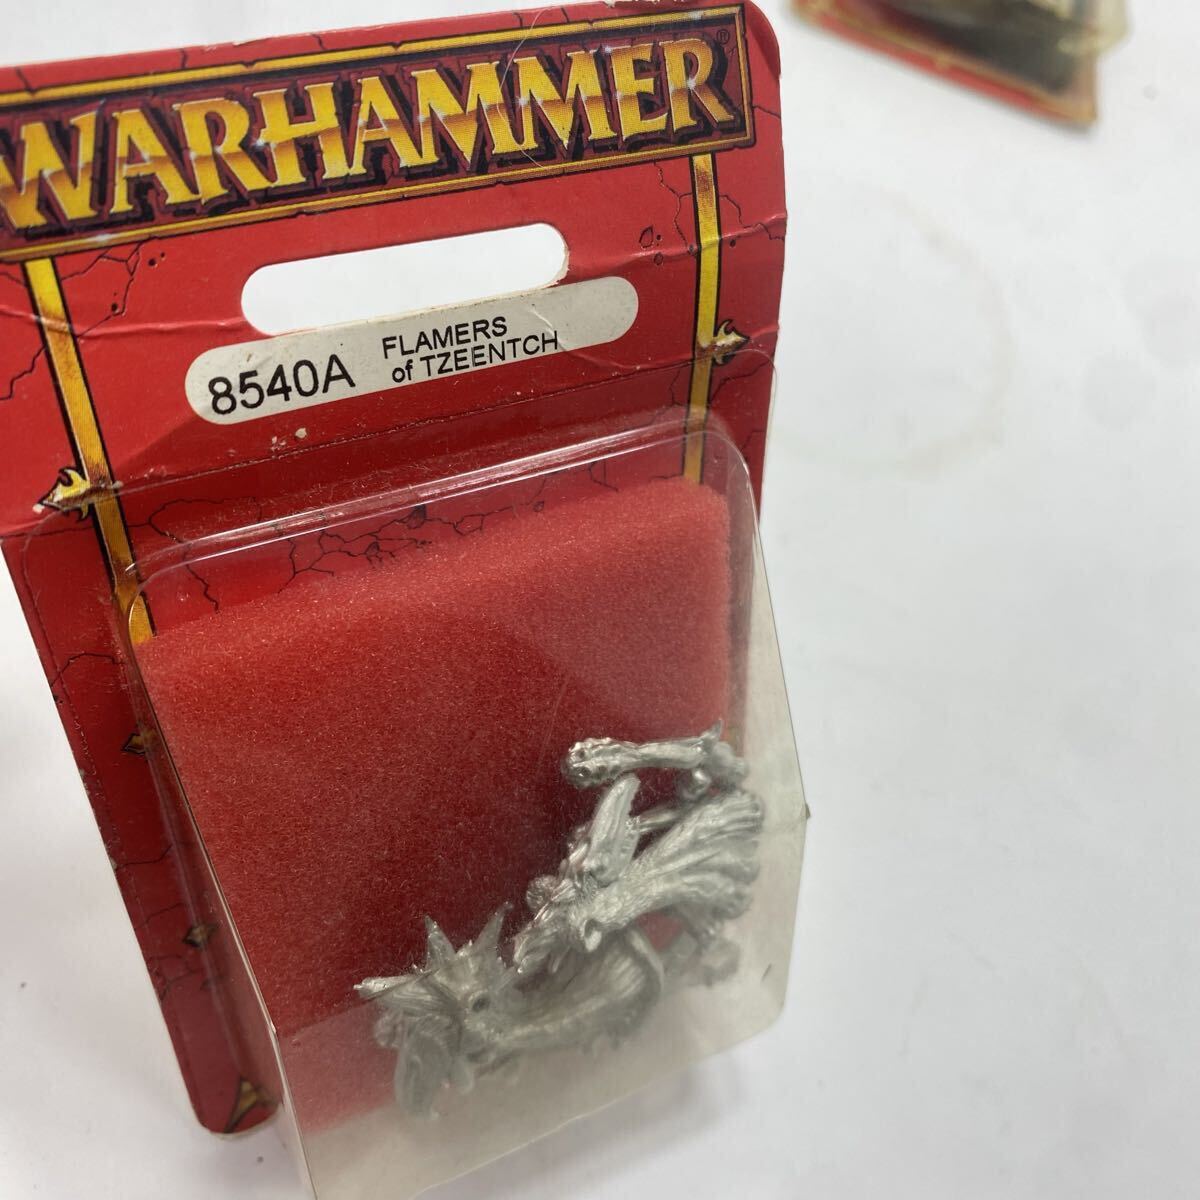 WARHAMMER®
8540A
FLAMERS
of TZEENTCH